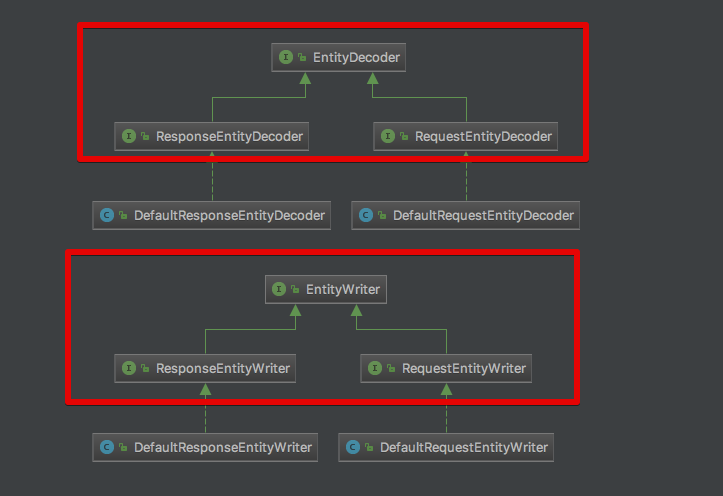 I EntityDecoder
I ResponseEntityDecoder
I RequestEntityDecoder
C DefaultResponseEntityDecoder
C DefaultRequestEntityDecoder
I EntityWriter
I ResponseEntityWriter
I RequestEntityWriter
C DefaultResponseEntityWriter
C DefaultRequestEntityWriter